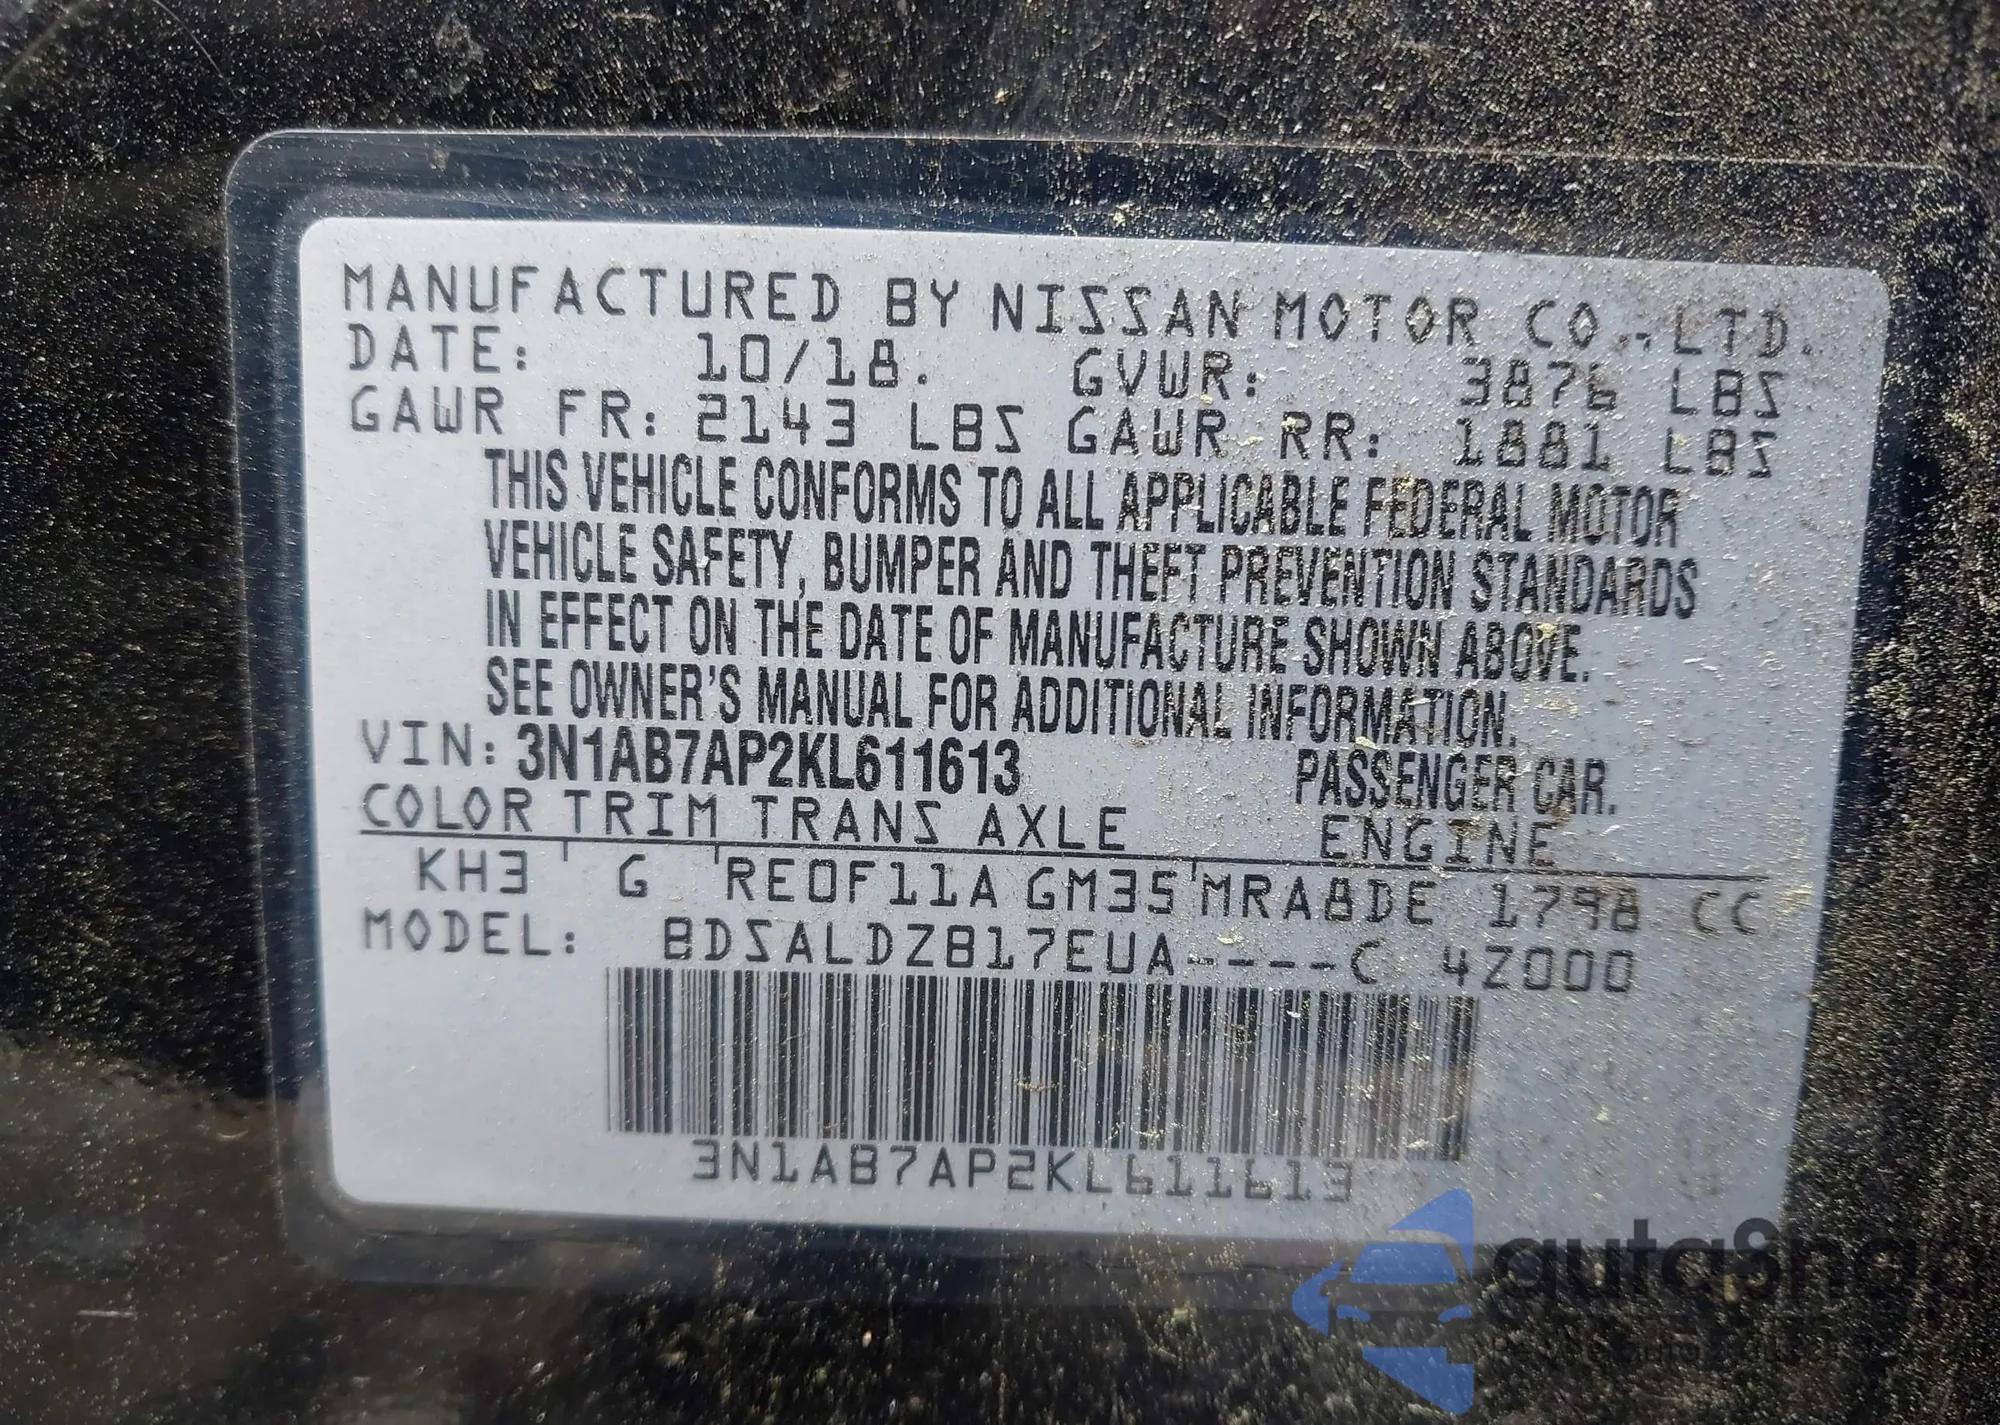 MANUFACTURED BY NISSAN MOTOR CO.,LTD.
DATE: 10/18. GVWR: 3876 LBS
GAWR FR: 2143 LBS GAWR RR: 1881 LBS
THIS VEHICLE CONFORMS TO ALL APPLICABLE FEDERAL MOTOR
VEHICLE SAFETY, BUMPER AND THEFT PREVENTION STANDARDS
IN EFFECT ON THE DATE OF MANUFACTURE SHOWN ABOVE.
SEE OWNER'S MANUAL FOR ADDITIONAL INFORMATION.
VIN: 3N1AB7AP2KL611613 PASSENGER CAR.
COLOR TRIM TRANS AXLE ENGINE
KH3 G RE0F11A GM35 MRA8DE 1798 CC
MODEL: BDSALDZB17EUA----C 4Z000
3N1AB7AP2KL611613